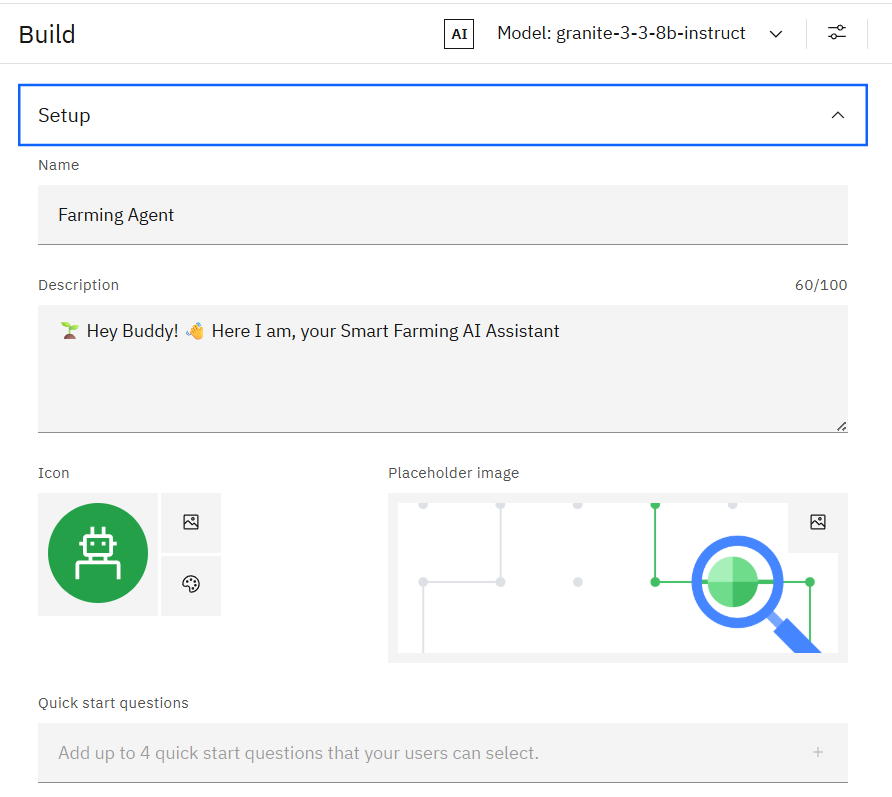 Build
AI Model: granite-3-3-8b-instruct
Setup
Name
Farming Agent
Description 60/100
🌱 Hey Buddy! 👋 Here I am, your Smart Farming AI Assistant
Icon Placeholder image
Quick start questions
Add up to 4 quick start questions that your users can select. +